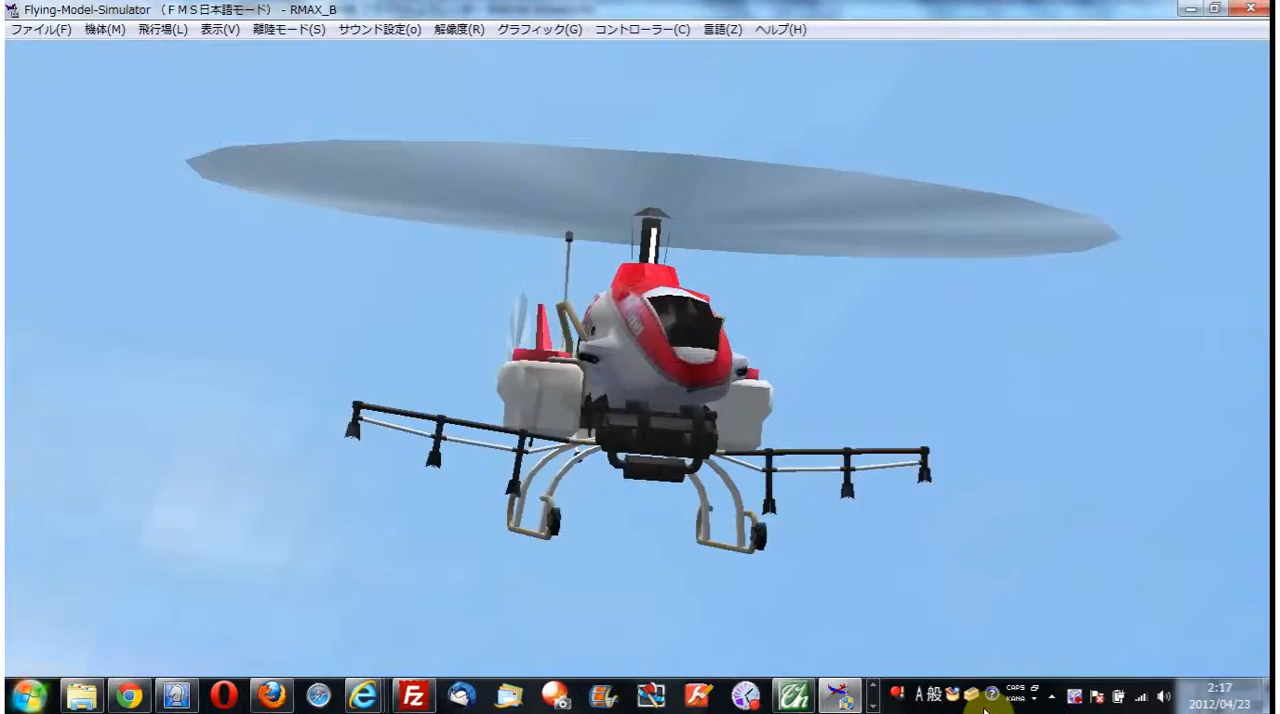 Flying-Model-Simulator （ＦＭＳ日本語モード） - RMAX_B
ファイル(F) 機体(M) 飛行場(L) 表示(V) 離陸モード(S) サウンド設定(o) 解像度(R) グラフィック(G) コントローラー(C) 言語(Z) ヘルプ(H)
A 般 CAPS
KANA
2:17
2012/04/23